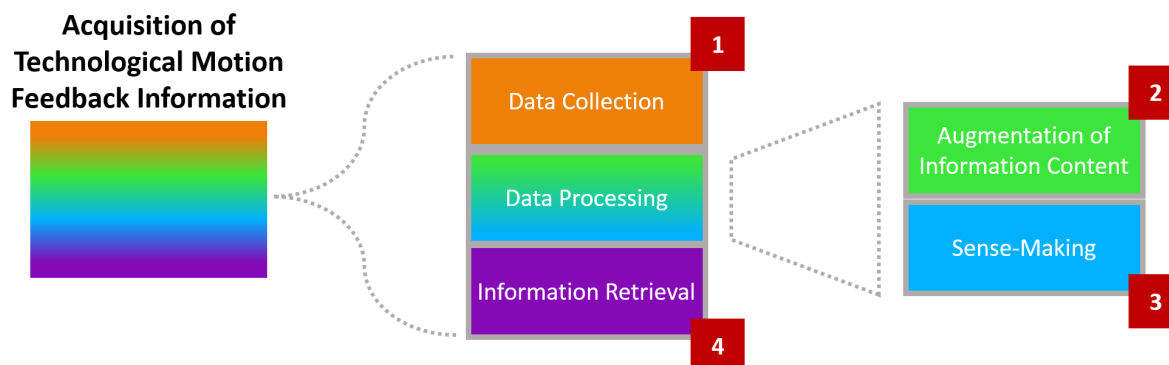 Acquisition of
Technological Motion
Feedback Information
1
Data Collection
Data Processing
Information Retrieval
4
2
Augmentation of
Information Content
Sense-Making
3